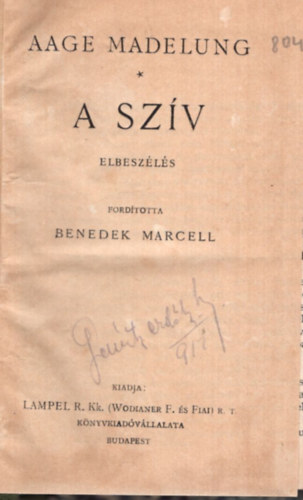 AAGE MADELUNG
804
*
A SZÍV
ELBESZÉLÉS
FORDÍTOTTA
BENEDEK MARCELL
KIADJA:
LAMPEL R. Kk. (WODIANER F. ÉS FIAI) R. T.
KÖNYVKIADÓVÁLLALATA
BUDAPEST